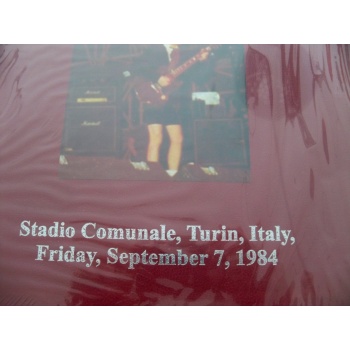 Stadio Comunale, Turin, Italy,
Friday, September 7, 1984